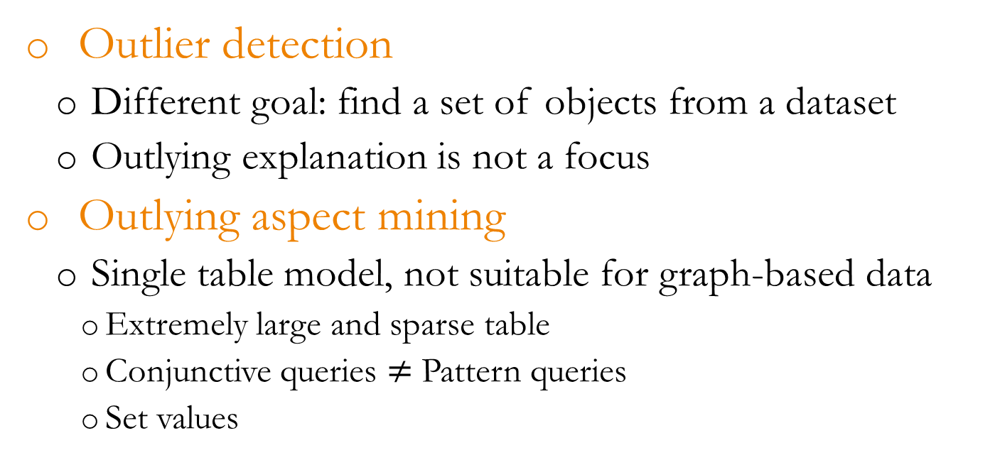 Outlier detection
Different goal: find a set of objects from a dataset
Outlying explanation is not a focus
Outlying aspect mining
Single table model, not suitable for graph-based data
Extremely large and sparse table
Conjunctive queries ≠ Pattern queries
Set values